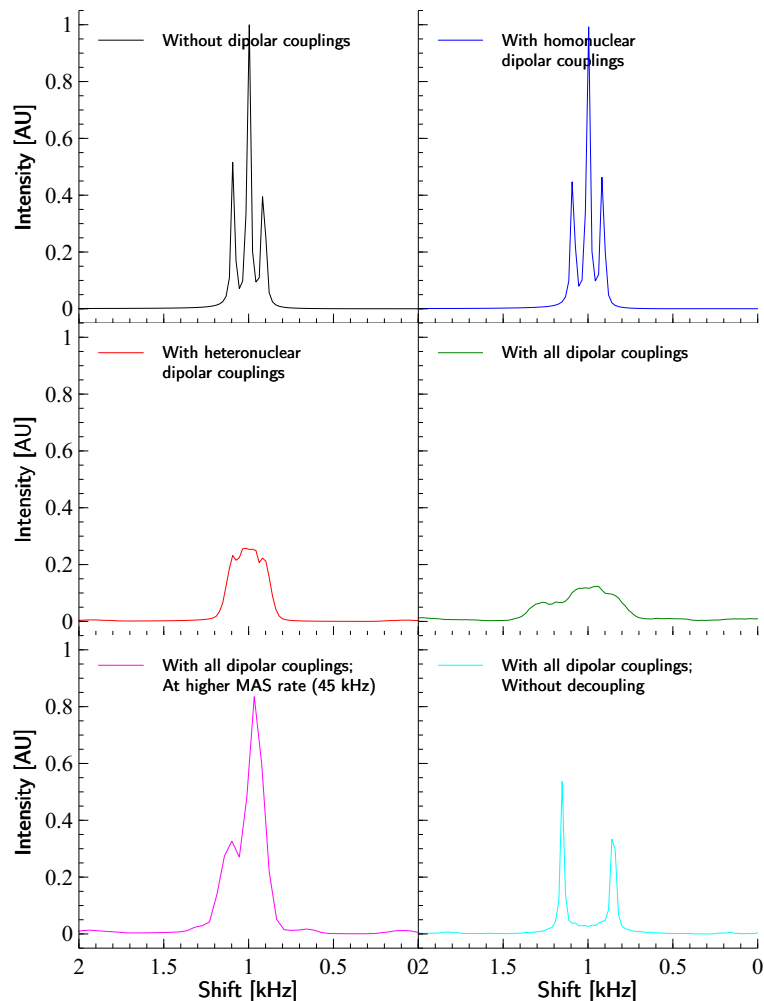 1
0.8
0.6
0.4
0.2
0
Intensity [AU]
Without dipolar couplings
With homonuclear
dipolar couplings
1
0.8
0.6
0.4
0.2
0
Intensity [AU]
With heteronuclear
dipolar couplings
With all dipolar couplings
1
0.8
0.6
0.4
0.2
0
Intensity [AU]
With all dipolar couplings;
At higher MAS rate (45 kHz)
With all dipolar couplings;
Without decoupling
2 1.5 1 0.5 0
2 1.5 1 0.5 0
Shift [kHz] Shift [kHz]